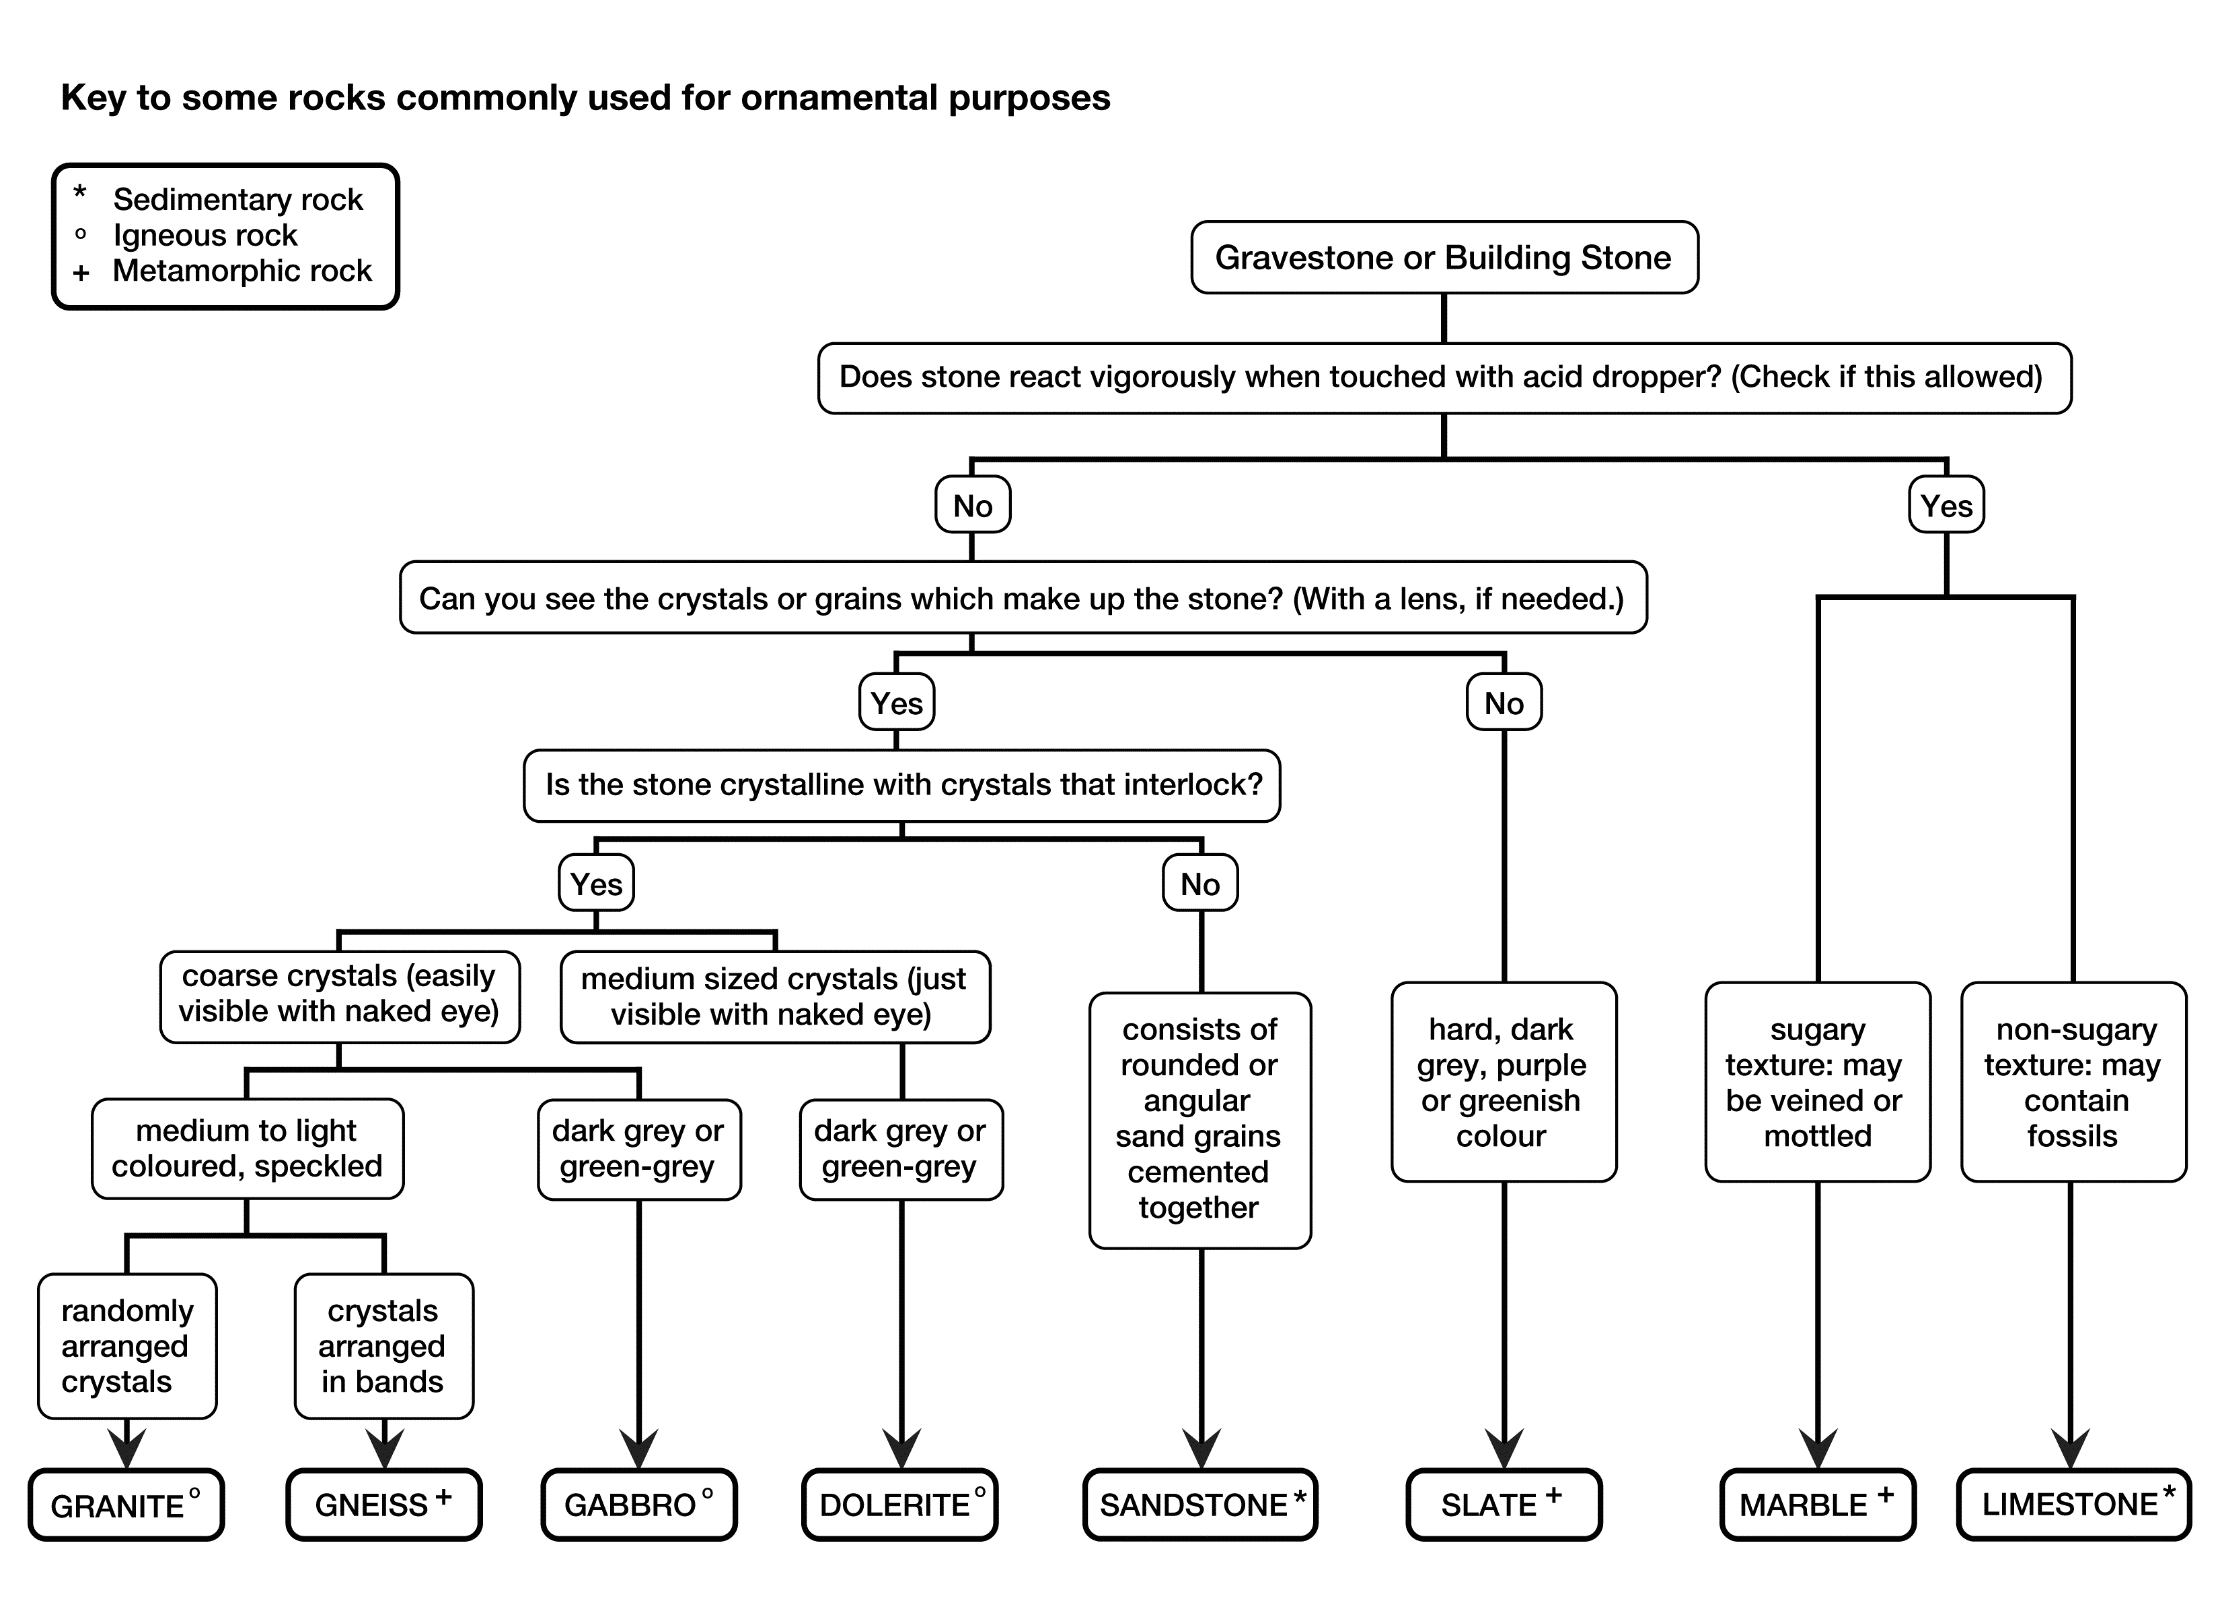 Key to some rocks commonly used for ornamental purposes
* Sedimentary rock
o Igneous rock
+ Metamorphic rock
Gravestone or Building Stone
Does stone react vigorously when touched with acid dropper? (Check if this allowed)
No
Yes
Can you see the crystals or grains which make up the stone? (With a lens, if needed.)
Yes
No
Is the stone crystalline with crystals that interlock?
Yes
No
coarse crystals (easily
visible with naked eye)
medium sized crystals (just
visible with naked eye)
consists of
rounded or
angular
sand grains
cemented
together
hard, dark
grey, purple
or greenish
colour
sugary
texture: may
be veined or
mottled
non-sugary
texture: may
contain
fossils
medium to light
coloured, speckled
dark grey or
green-grey
dark grey or
green-grey
randomly
arranged
crystals
crystals
arranged
in bands
GRANITE o
GNEISS +
GABBRO o
DOLERITE o
SANDSTONE *
SLATE +
MARBLE +
LIMESTONE *